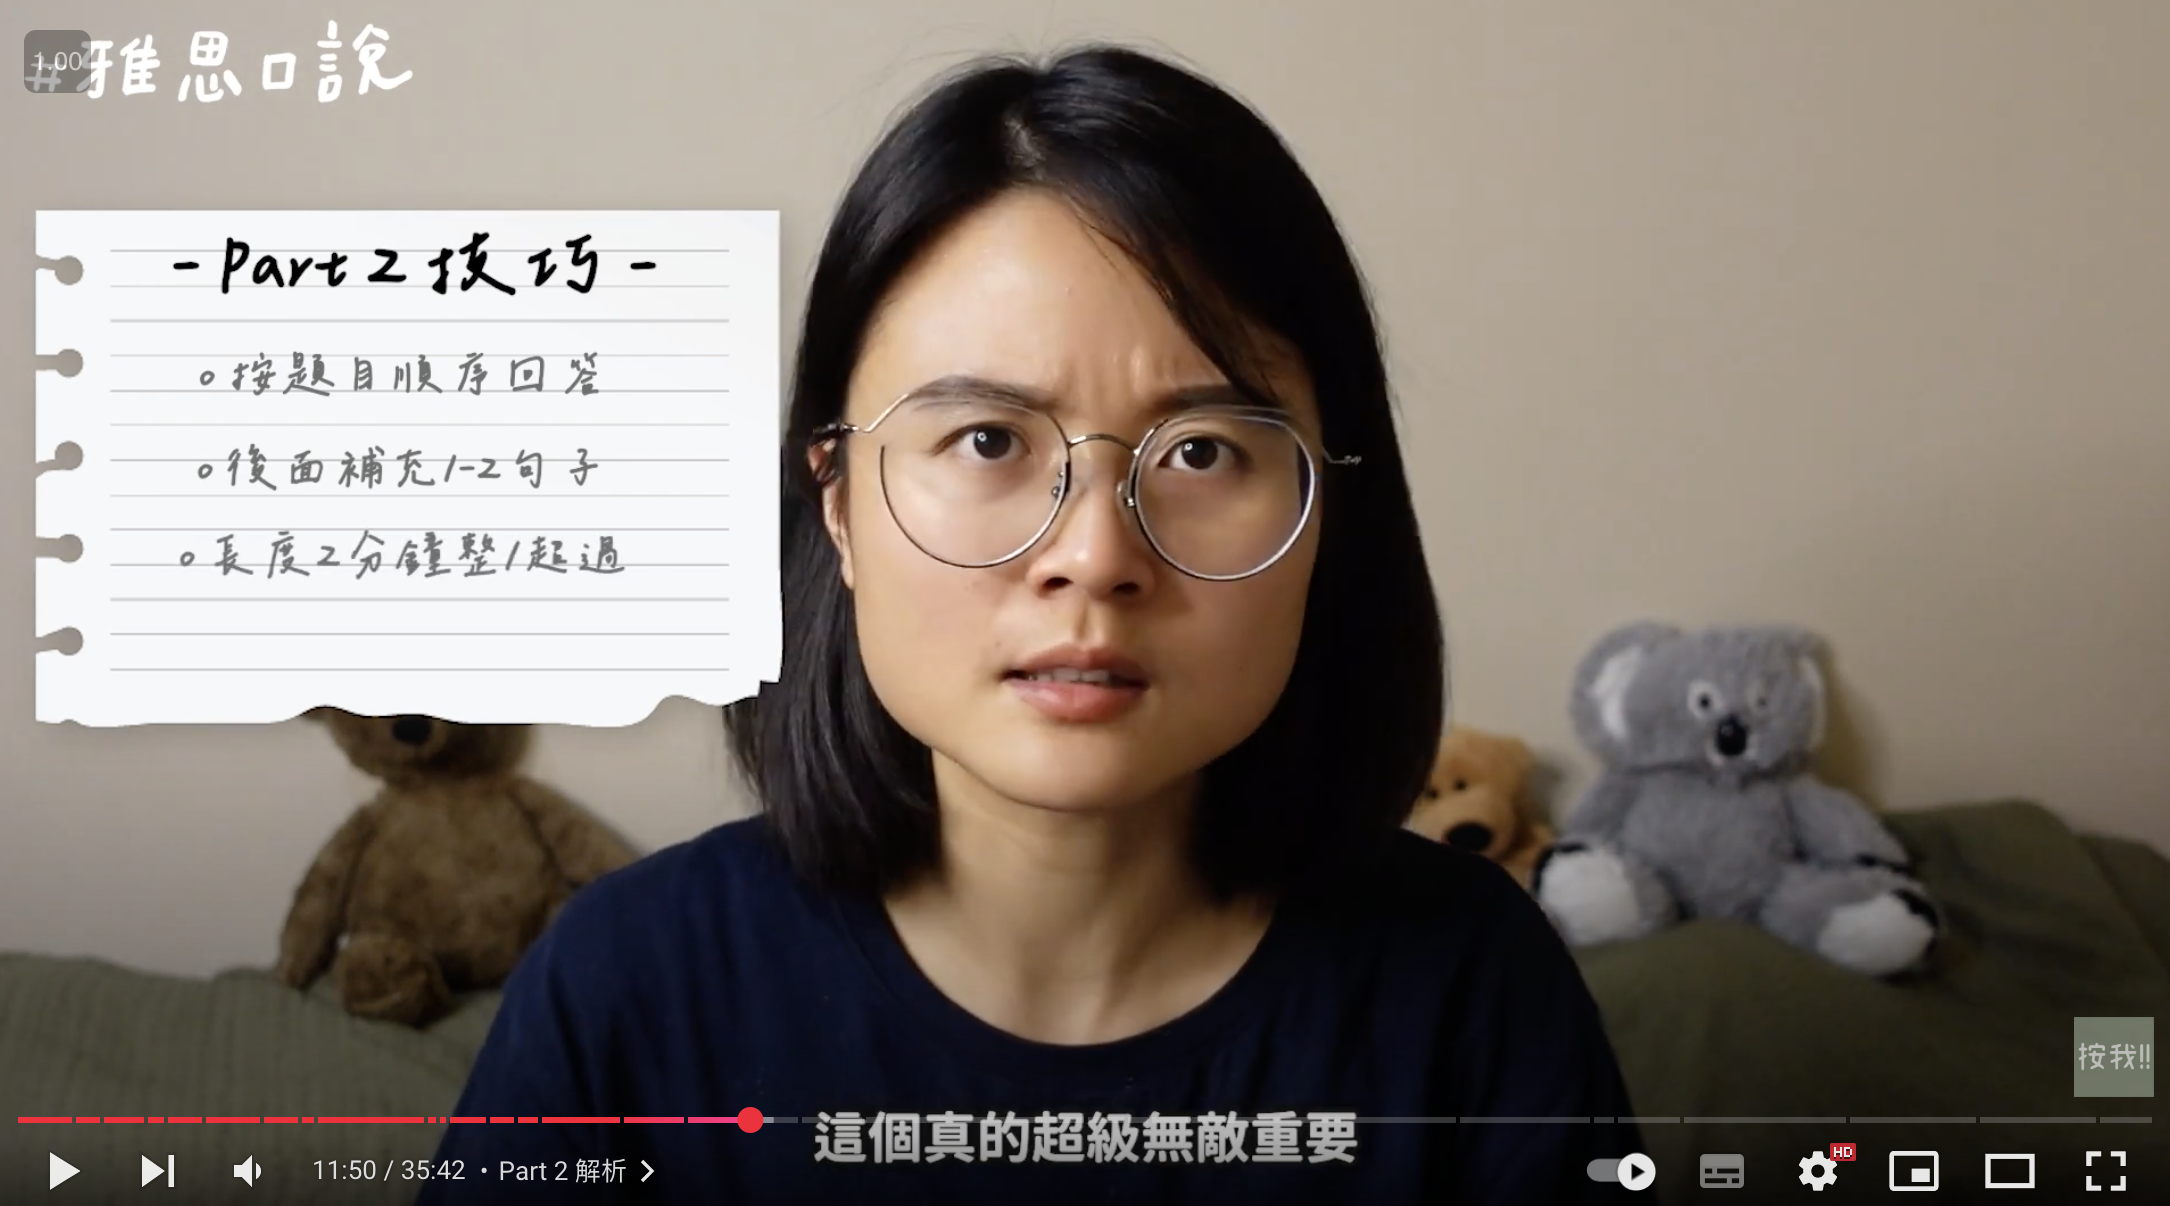 #雅思口說
1.00
- Part 2 技巧 -
○按題目順序回答
○後面補充1-2句子
○長度2分鐘整/超過
按我!!
這個真的超級無敵重要
11:50 / 35:42 • Part 2 解析 >
HD